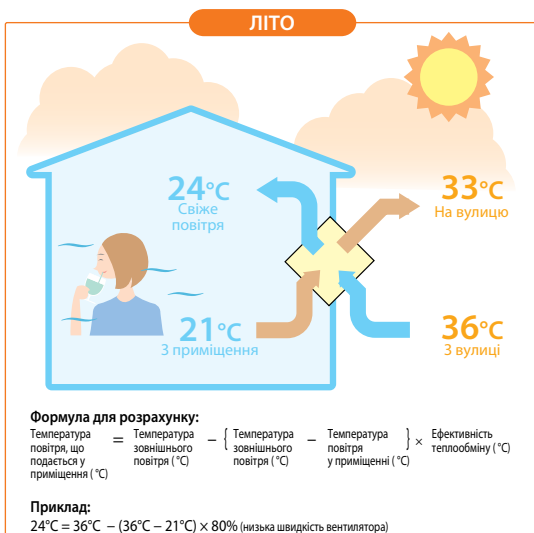 ЛІТО
24°C
Свіже
повітря
33°C
На вулицю
21°C
З приміщення
36°C
З вулиці
Формула для розрахунку:
Температура повітря, що подається у приміщення (°C) = Температура зовнішнього повітря (°C) − { Температура зовнішнього повітря (°C) − Температура повітря у приміщенні (°C) } × Ефективність теплообміну (°C)
Приклад:
24°C = 36°C − (36°C − 21°C) × 80% (низька швидкість вентилятора)